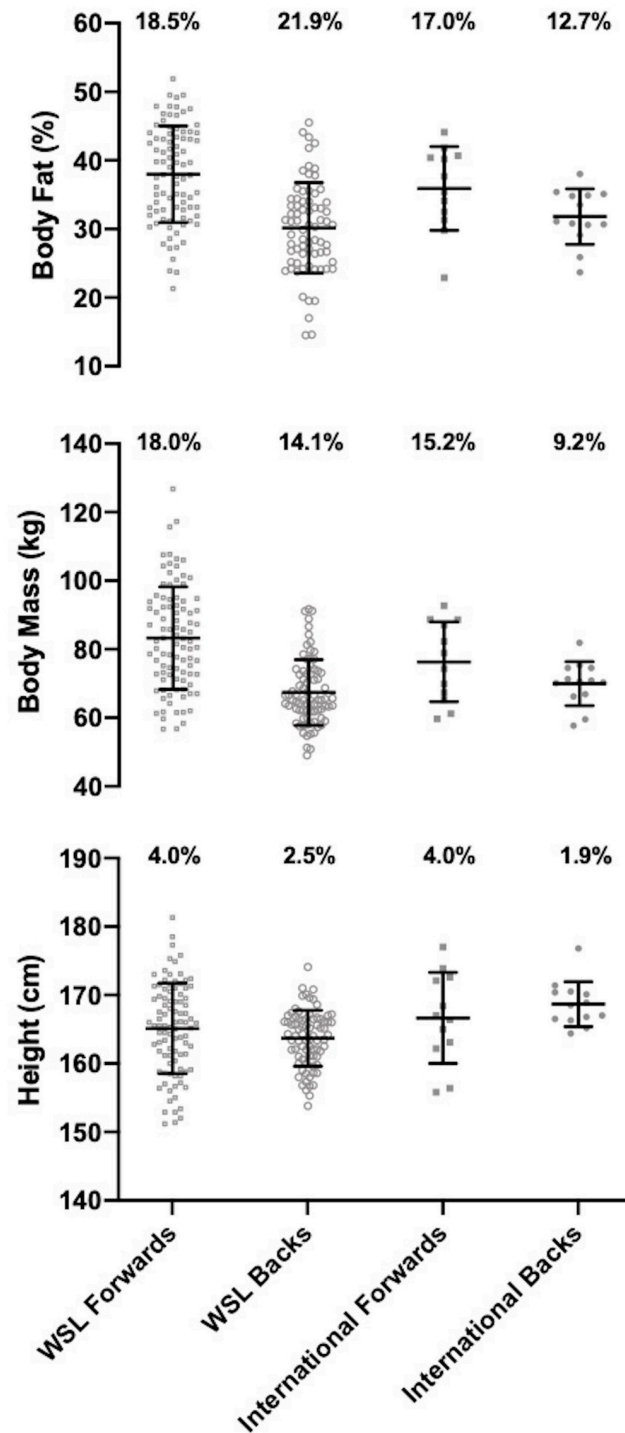 18.5% 21.9% 17.0% 12.7%
60
50
40
30
20
10
Body Fat (%)
18.0% 14.1% 15.2% 9.2%
140
120
100
80
60
40
Body Mass (kg)
4.0% 2.5% 4.0% 1.9%
190
180
170
160
150
140
Height (cm)
WSL Forwards
WSL Backs
International Forwards
International Backs